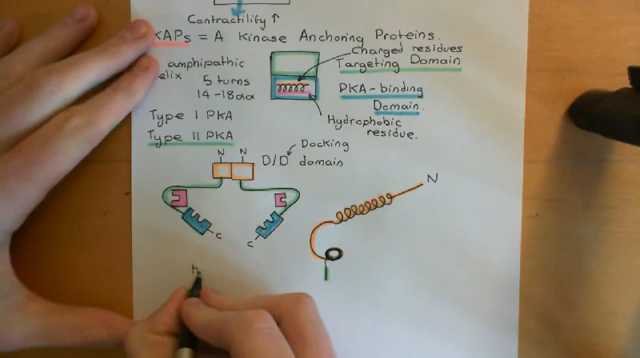 Contractility ↑
KAPs = A Kinase Anchoring Proteins.
Charged residues
Targeting Domain
amphipathic
elix
5 turns
14-18aa
PKA-binding
Domain.
Hydrophobic
residue.
Type I PKA
Type II PKA
N N
D/D
Docking
domain
N
C
C